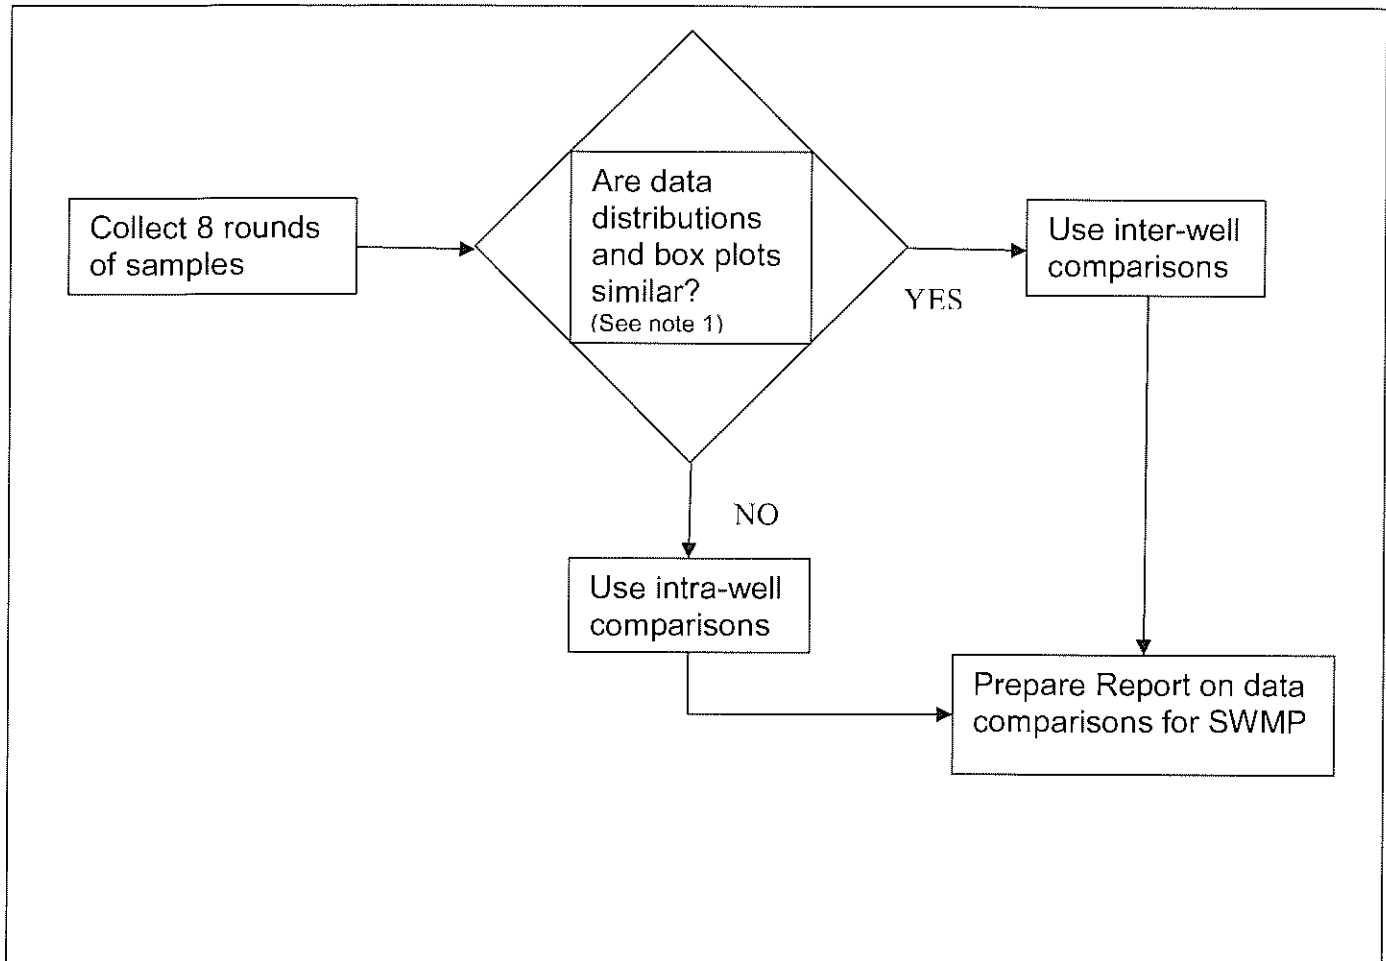 Collect 8 rounds
of samples
Are data
distributions
and box plots
similar?
(See note 1)
YES
Use inter-well
comparisons
NO
Use intra-well
comparisons
Prepare Report on data
comparisons for SWMP